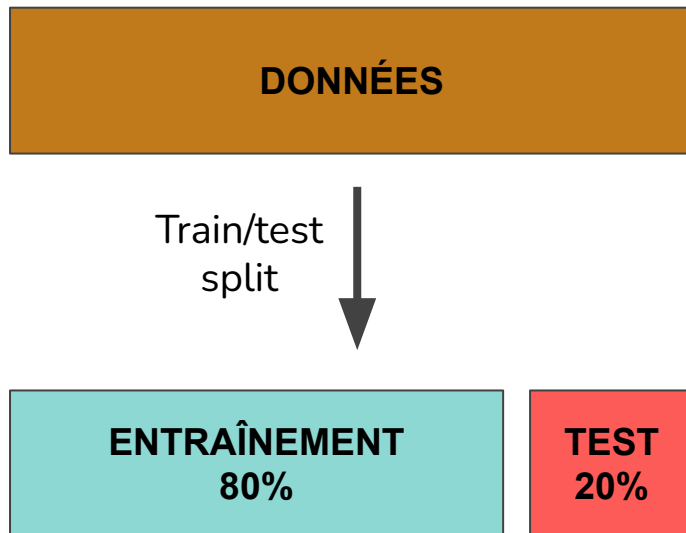 DONNÉES
Train/test
split
ENTRAÎNEMENT
80%
TEST
20%